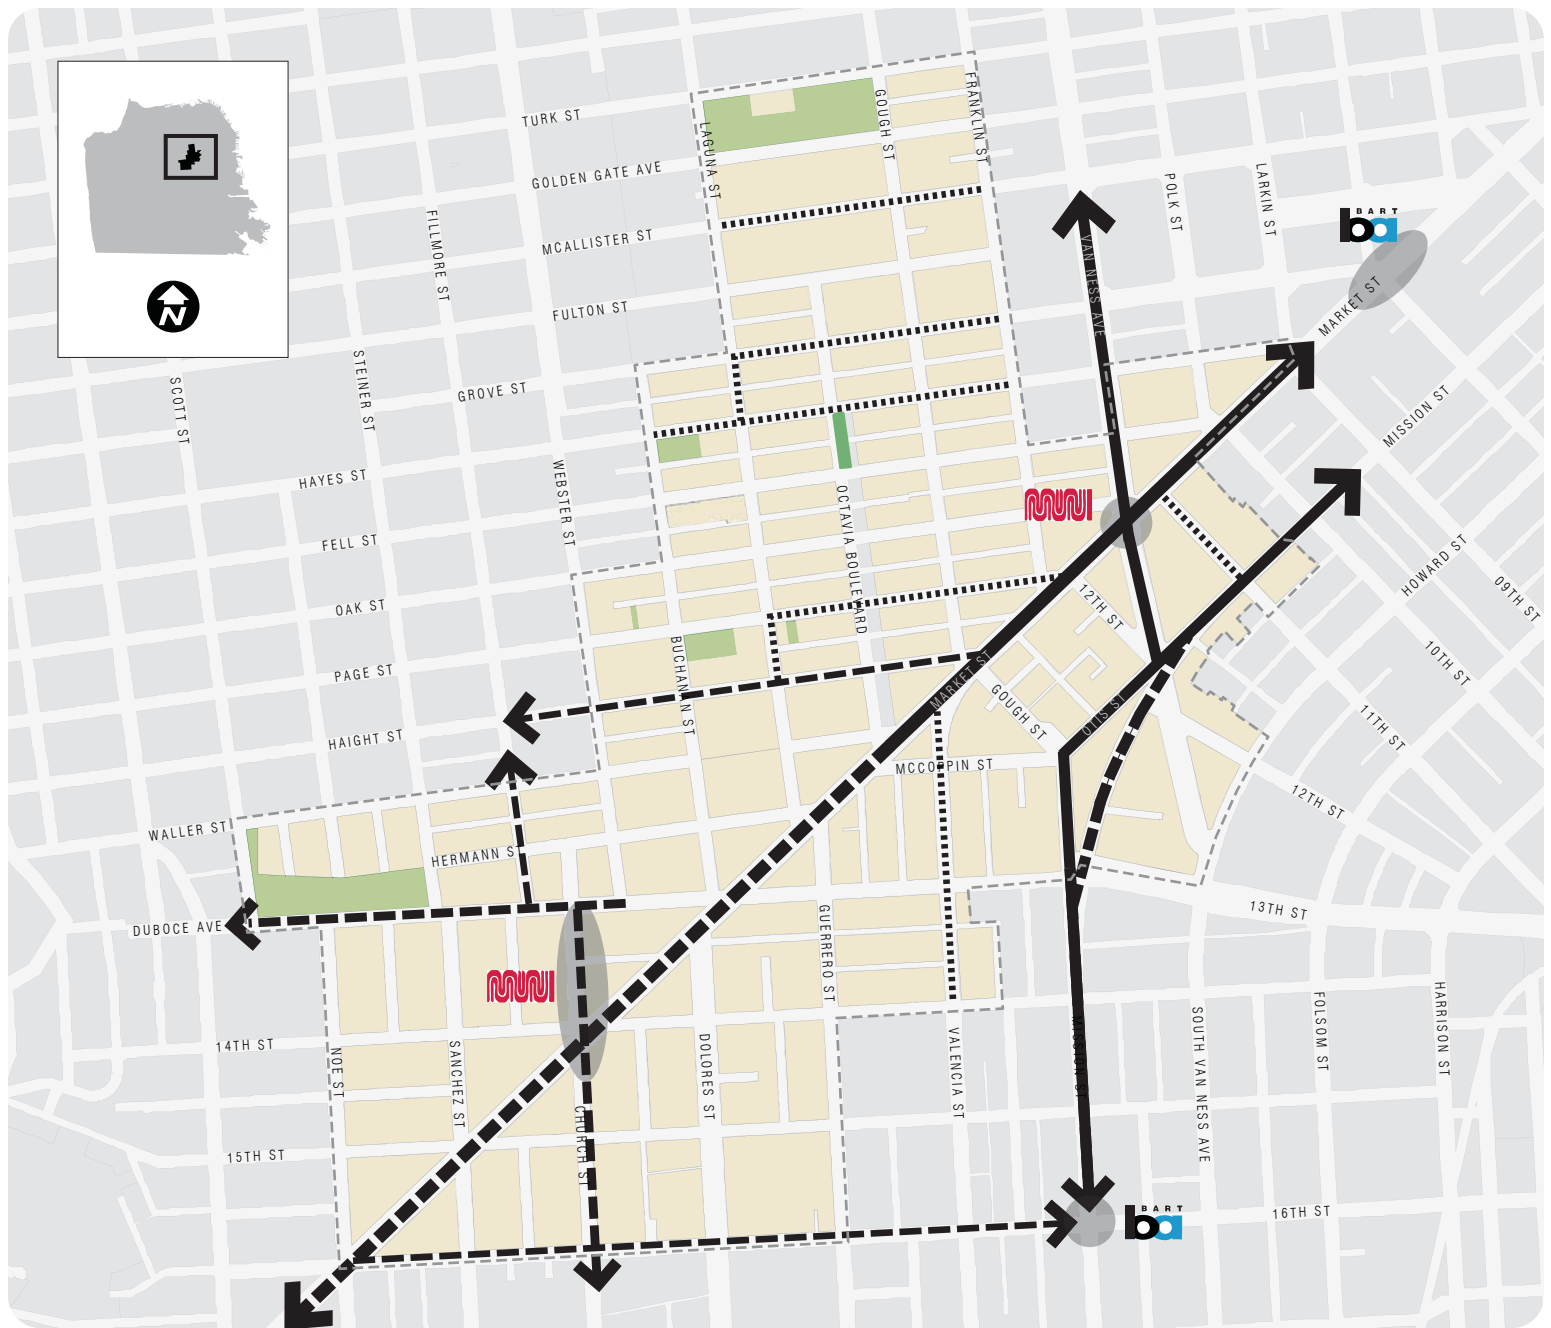 TURK ST
GOLDEN GATE AVE
MCALLISTER ST
FULTON ST
GROVE ST
HAYES ST
FELL ST
OAK ST
PAGE ST
HAIGHT ST
WALLER ST
HERMANN ST
DUBOCE AVE
14TH ST
15TH ST
16TH ST
13TH ST
SCOTT ST
STEINER ST
FILLMORE ST
WEBSTER ST
LAGUNA ST
GOUGH ST
FRANKLIN ST
VAN NESS AVE
POLK ST
LARKIN ST
BART
ba
MARKET ST
MISSION ST
HOWARD ST
09TH ST
10TH ST
11TH ST
12TH ST
12TH ST
OCTAVIA BOULEVARD
BUCHANAN ST
MARKET ST
GOUGH ST
OTIS ST
MCCOPPIN ST
GUERRERO ST
NOE ST
SANCHEZ ST
CHURCH ST
DOLORES ST
VALENCIA ST
MISSION ST
SOUTH VAN NESS AVE
FOLSOM ST
HARRISON ST
BART
ba
N
MUNI
MUNI